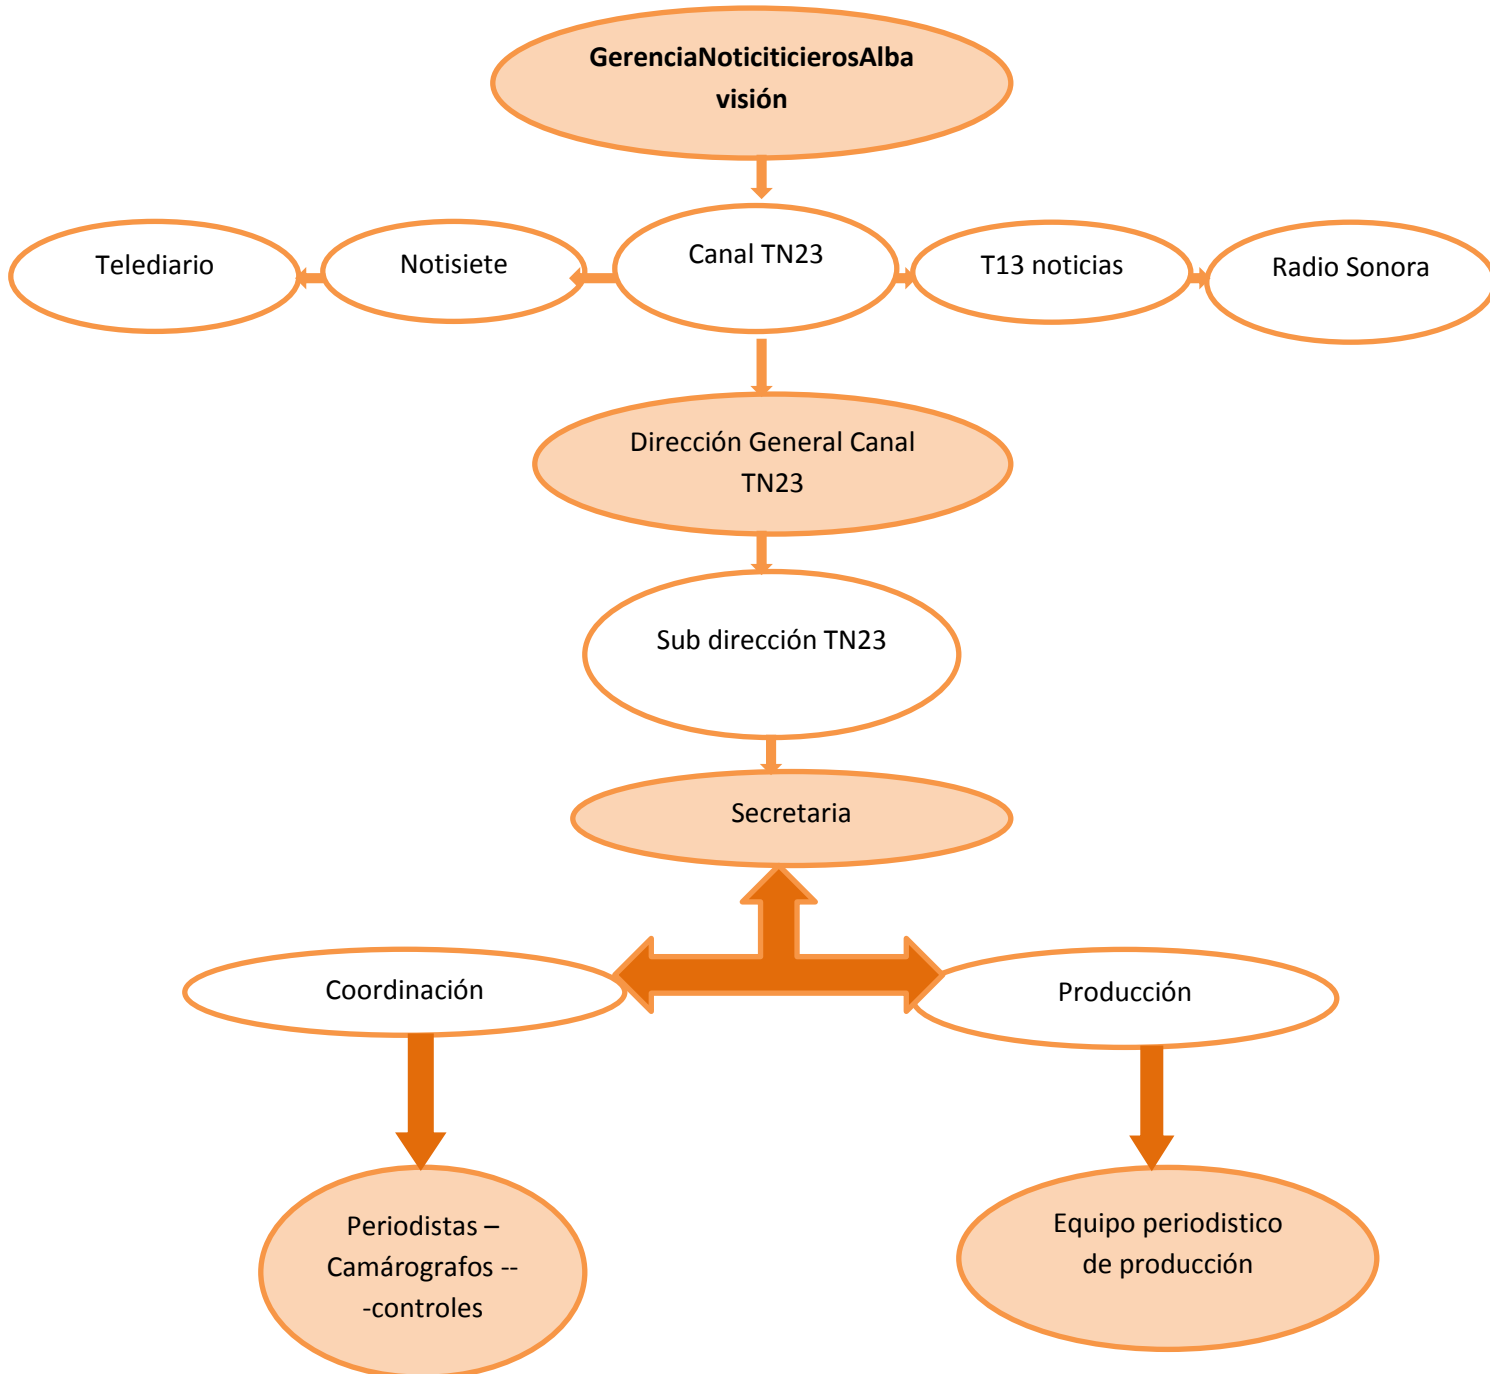 GerenciaNoticiticierosAlba
visión
Telediario
Notisiete
Canal TN23
T13 noticias
Radio Sonora
Dirección General Canal
TN23
Sub dirección TN23
Secretaria
Coordinación
Producción
Periodistas –
Camárografos --
-controles
Equipo periodistico
de producción